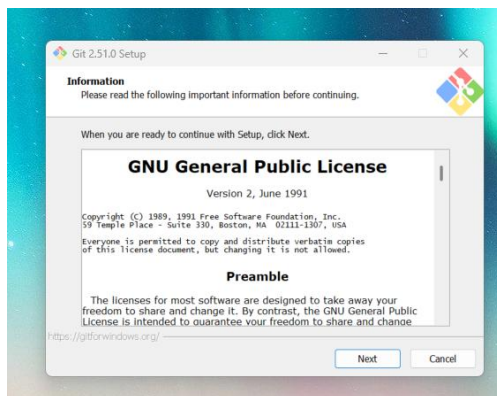 Git 2.51.0 Setup
Information
Please read the following important information before continuing.
When you are ready to continue with Setup, click Next.
GNU General Public License
Version 2, June 1991
Copyright (C) 1989, 1991 Free Software Foundation, Inc.
59 Temple Place - Suite 330, Boston, MA  02111-1307, USA
Everyone is permitted to copy and distribute verbatim copies
of this license document, but changing it is not allowed.
Preamble
The licenses for most software are designed to take away your
freedom to share and change it. By contrast, the GNU General Public
License is intended to guarantee your freedom to share and change
https://gitforwindows.org/
Next
Cancel